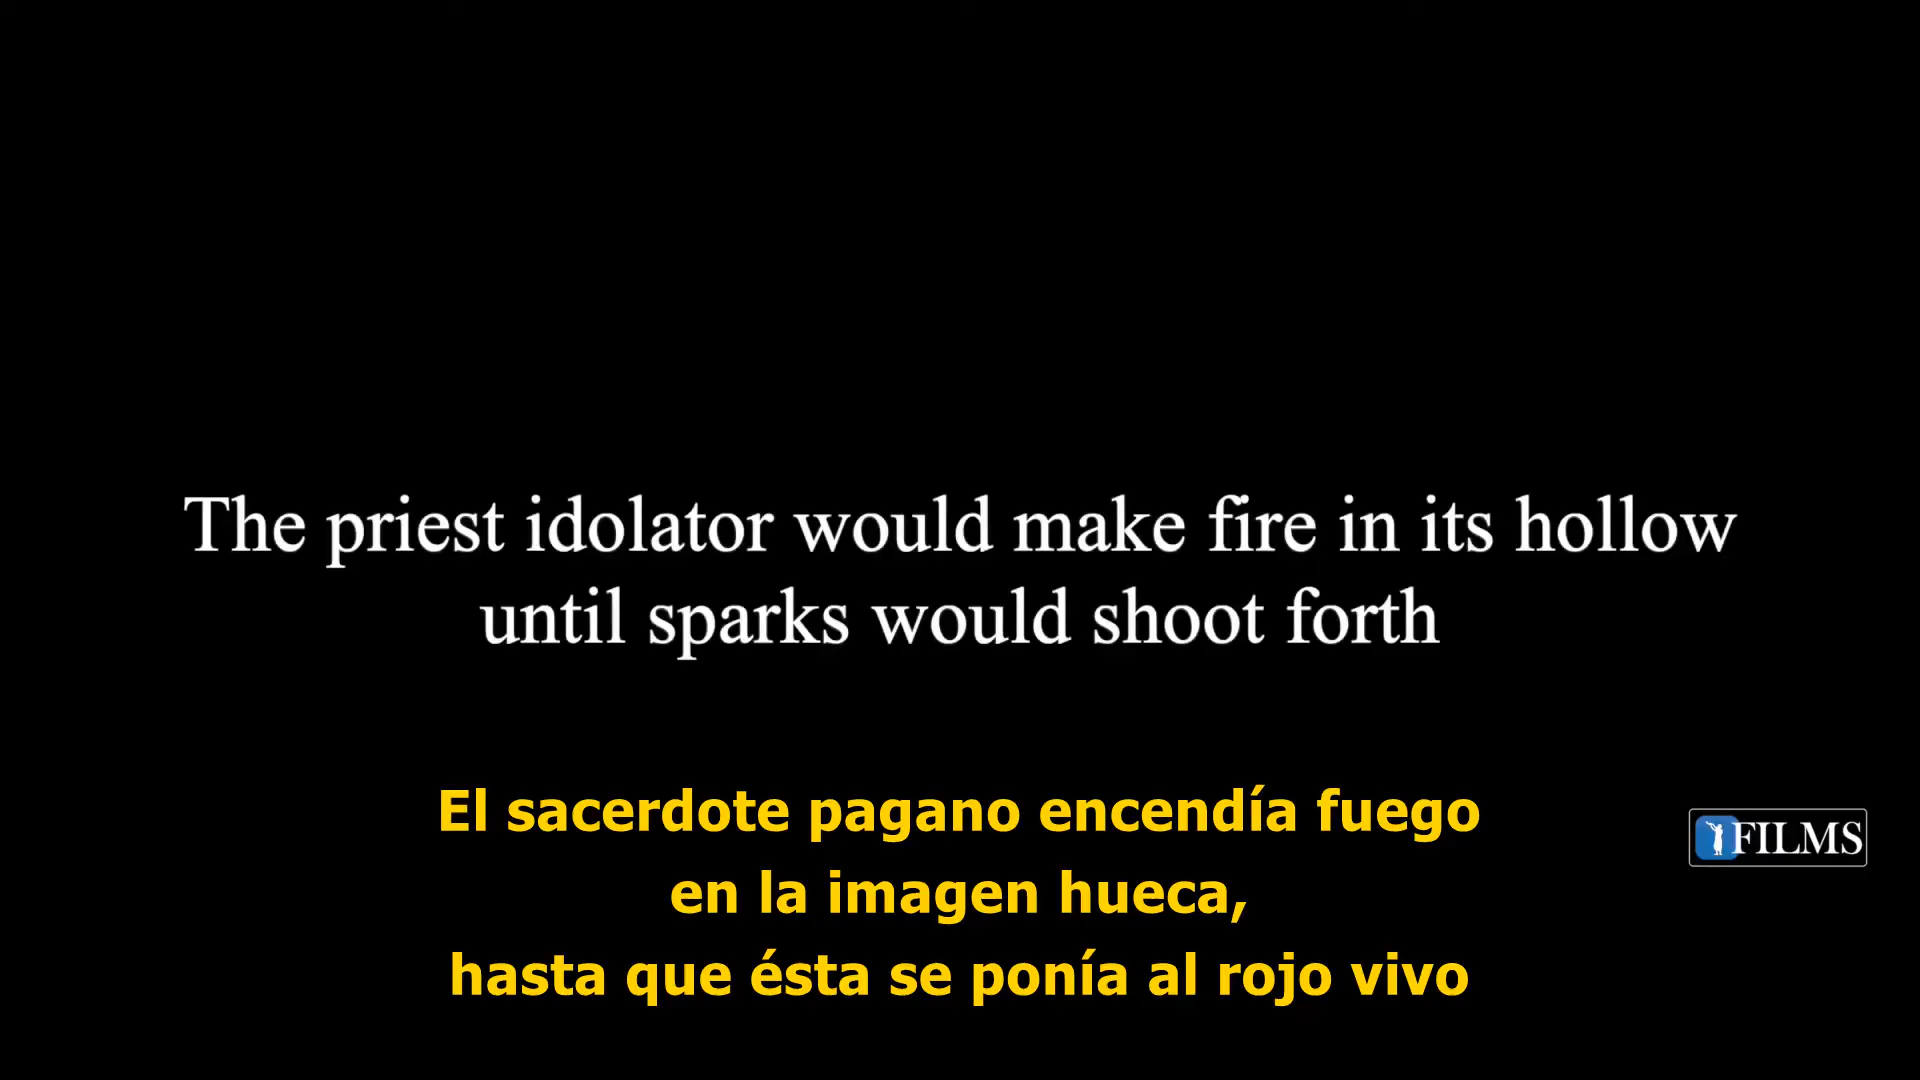 The priest idolator would make fire in its hollow
until sparks would shoot forth
El sacerdote pagano encendía fuego
en la imagen hueca,
hasta que ésta se ponía al rojo vivo
FILMS